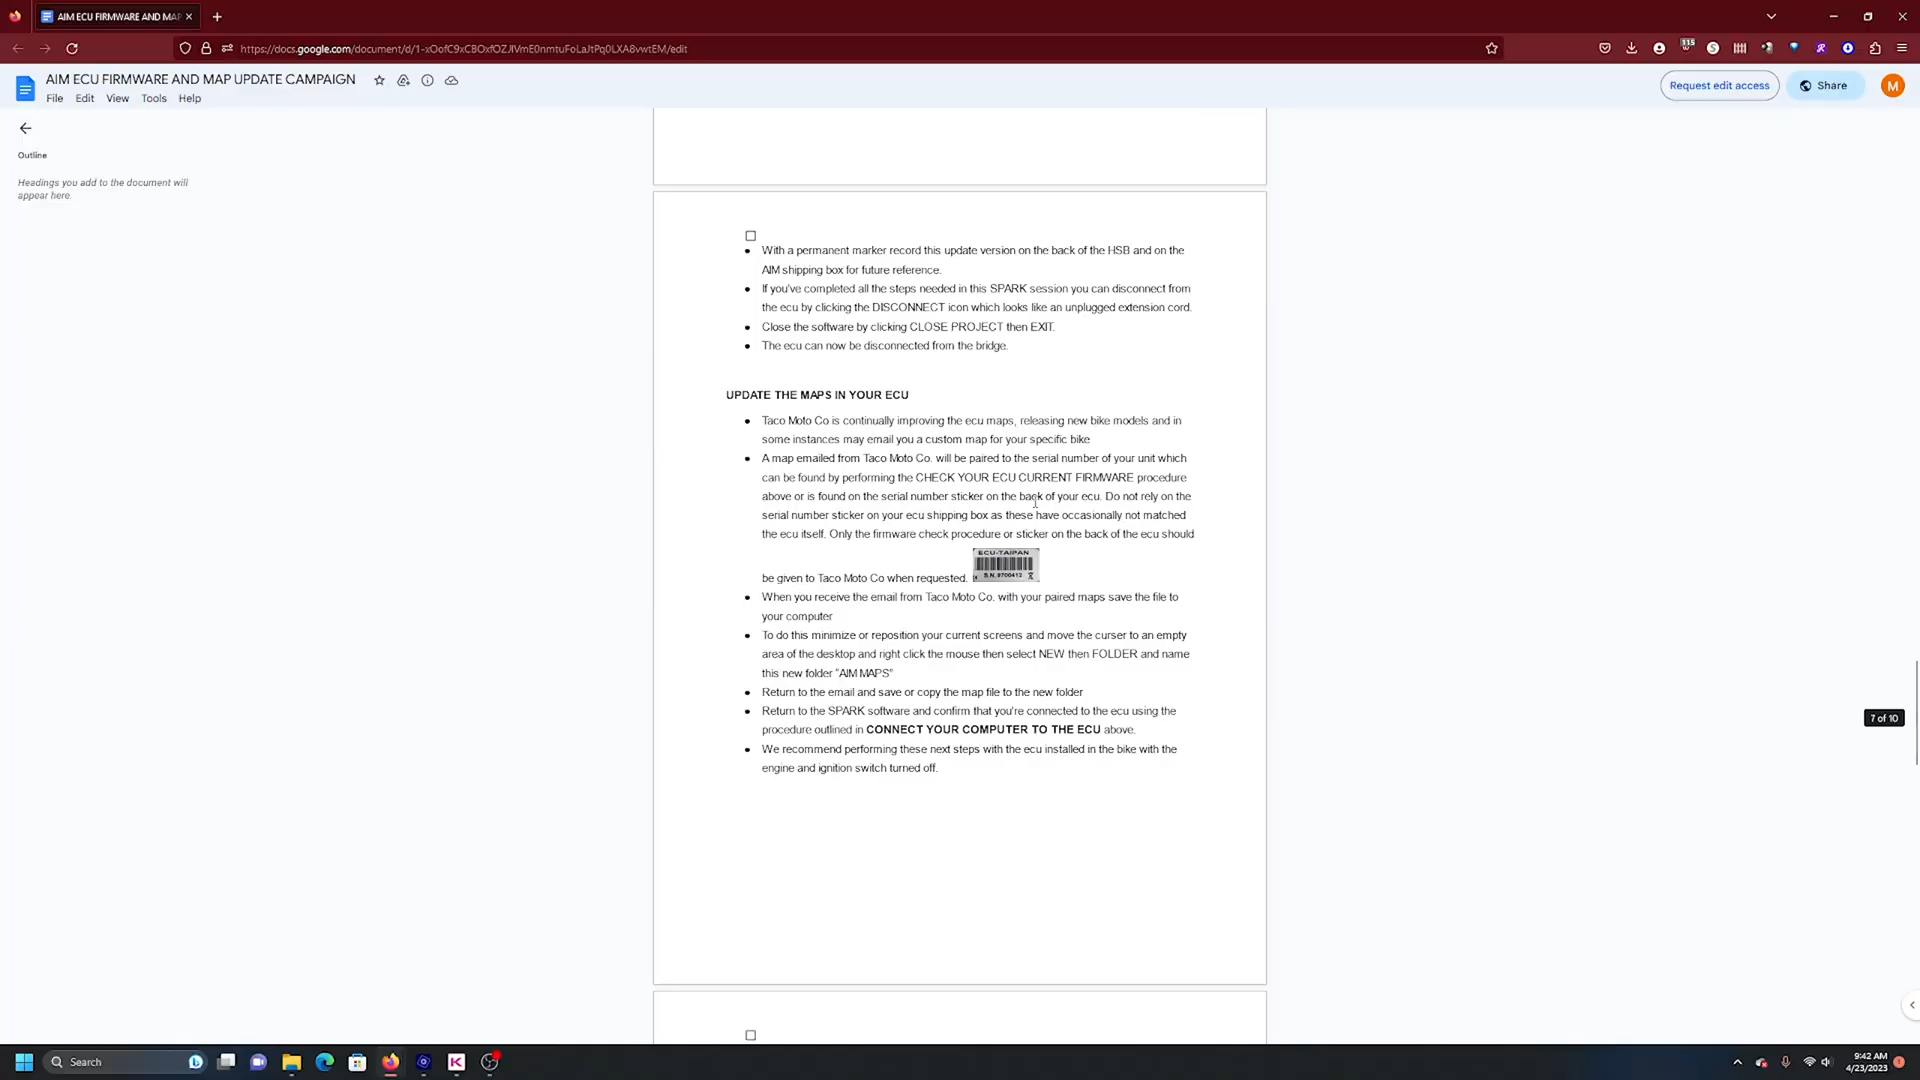 AIM ECU FIRMWARE AND MAP
https://docs.google.com/document/d/1-xOofC9xCBOxfOZJIVmE0nmtuFoLaJtPq0LXA8vwtEM/edit
115
AIM ECU FIRMWARE AND MAP UPDATE CAMPAIGN
File Edit View Tools Help
Request edit access
Share
M
Outline
Headings you add to the document will
appear here.
With a permanent marker record this update version on the back of the HSB and on the
AIM shipping box for future reference.
If you've completed all the steps needed in this SPARK session you can disconnect from
the ecu by clicking the DISCONNECT icon which looks like an unplugged extension cord.
Close the software by clicking CLOSE PROJECT then EXIT.
The ecu can now be disconnected from the bridge.
UPDATE THE MAPS IN YOUR ECU
Taco Moto Co is continually improving the ecu maps, releasing new bike models and in
some instances may email you a custom map for your specific bike
A map emailed from Taco Moto Co. will be paired to the serial number of your unit which
can be found by performing the CHECK YOUR ECU CURRENT FIRMWARE procedure
above or is found on the serial number sticker on the back of your ecu. Do not rely on the
serial number sticker on your ecu shipping box as these have occasionally not matched
the ecu itself. Only the firmware check procedure or sticker on the back of the ecu should
ECU-TAIPAN
S.N. 9700412
be given to Taco Moto Co when requested.
When you receive the email from Taco Moto Co. with your paired maps save the file to
your computer
To do this minimize or reposition your current screens and move the curser to an empty
area of the desktop and right click the mouse then select NEW then FOLDER and name
this new folder "AIM MAPS"
Return to the email and save or copy the map file to the new folder
Return to the SPARK software and confirm that you're connected to the ecu using the
procedure outlined in CONNECT YOUR COMPUTER TO THE ECU above.
We recommend performing these next steps with the ecu installed in the bike with the
engine and ignition switch turned off.
7 of 10
Search
9:42 AM
4/23/2023